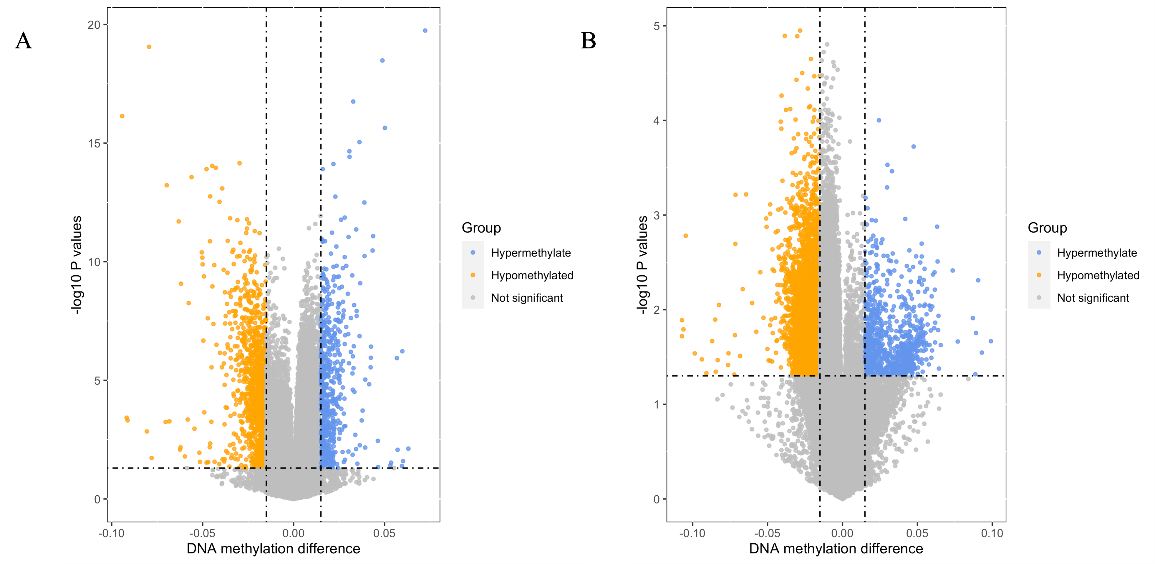 A
-log10 P values
20
15
10
5
0
-0.10
-0.05
0.00
0.05
DNA methylation difference
Group
Hypermethylate
Hypomethylated
Not significant
B
-log10 P values
5
4
3
2
1
0
-0.10
-0.05
0.00
0.05
0.10
DNA methylation difference
Group
Hypermethylate
Hypomethylated
Not significant